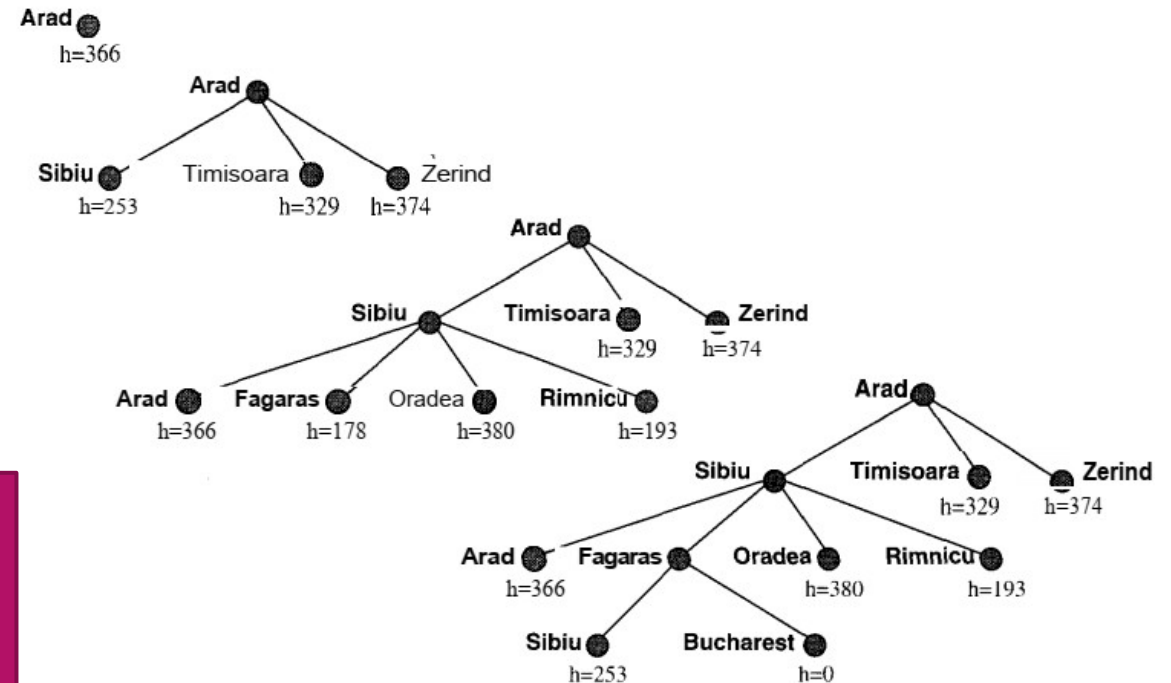 Arad
h=366
Arad
Sibiu Timisoara Zerind
h=253 h=329 h=374
Arad
Sibiu Timisoara Zerind
h=329 h=374
Arad Fagaras Oradea Rimnicu
h=366 h=178 h=380 h=193
Arad
Sibiu Timisoara Zerind
h=329 h=374
Arad Fagaras Oradea Rimnicu
h=366 h=380 h=193
Sibiu Bucharest
h=253 h=0